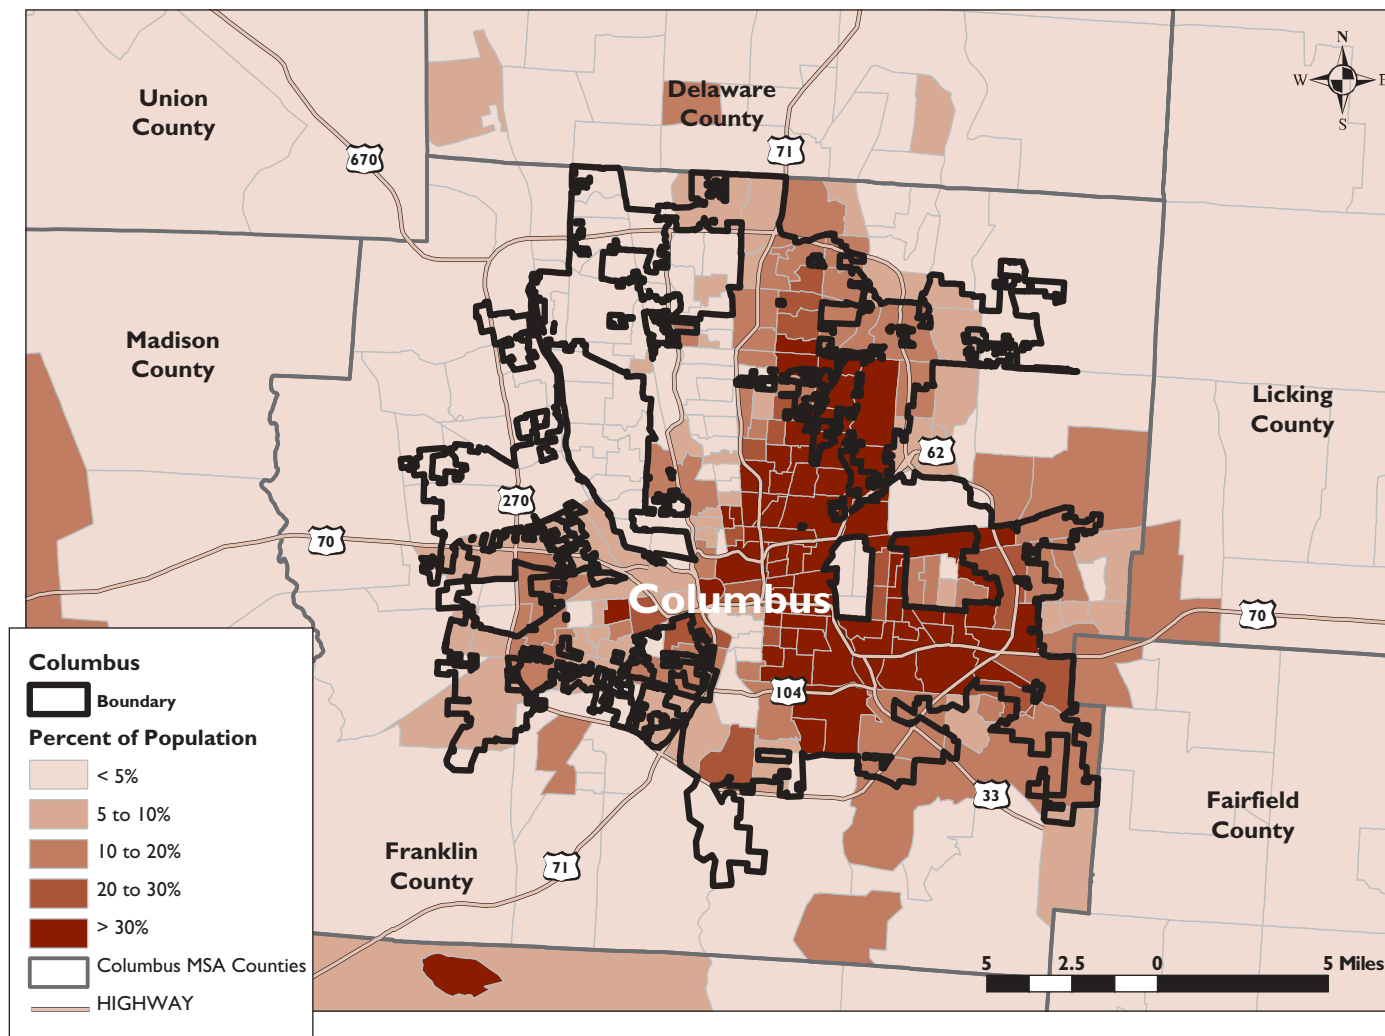 N
W
E
S
Union
County
Delaware
County
71
670
Madison
County
Licking
County
62
270
70
Columbus
70
104
33
Fairfield
County
Franklin
County
71
Columbus
Boundary
Percent of Population
< 5%
5 to 10%
10 to 20%
20 to 30%
> 30%
Columbus MSA Counties
HIGHWAY
5 2.5 0 5 Miles